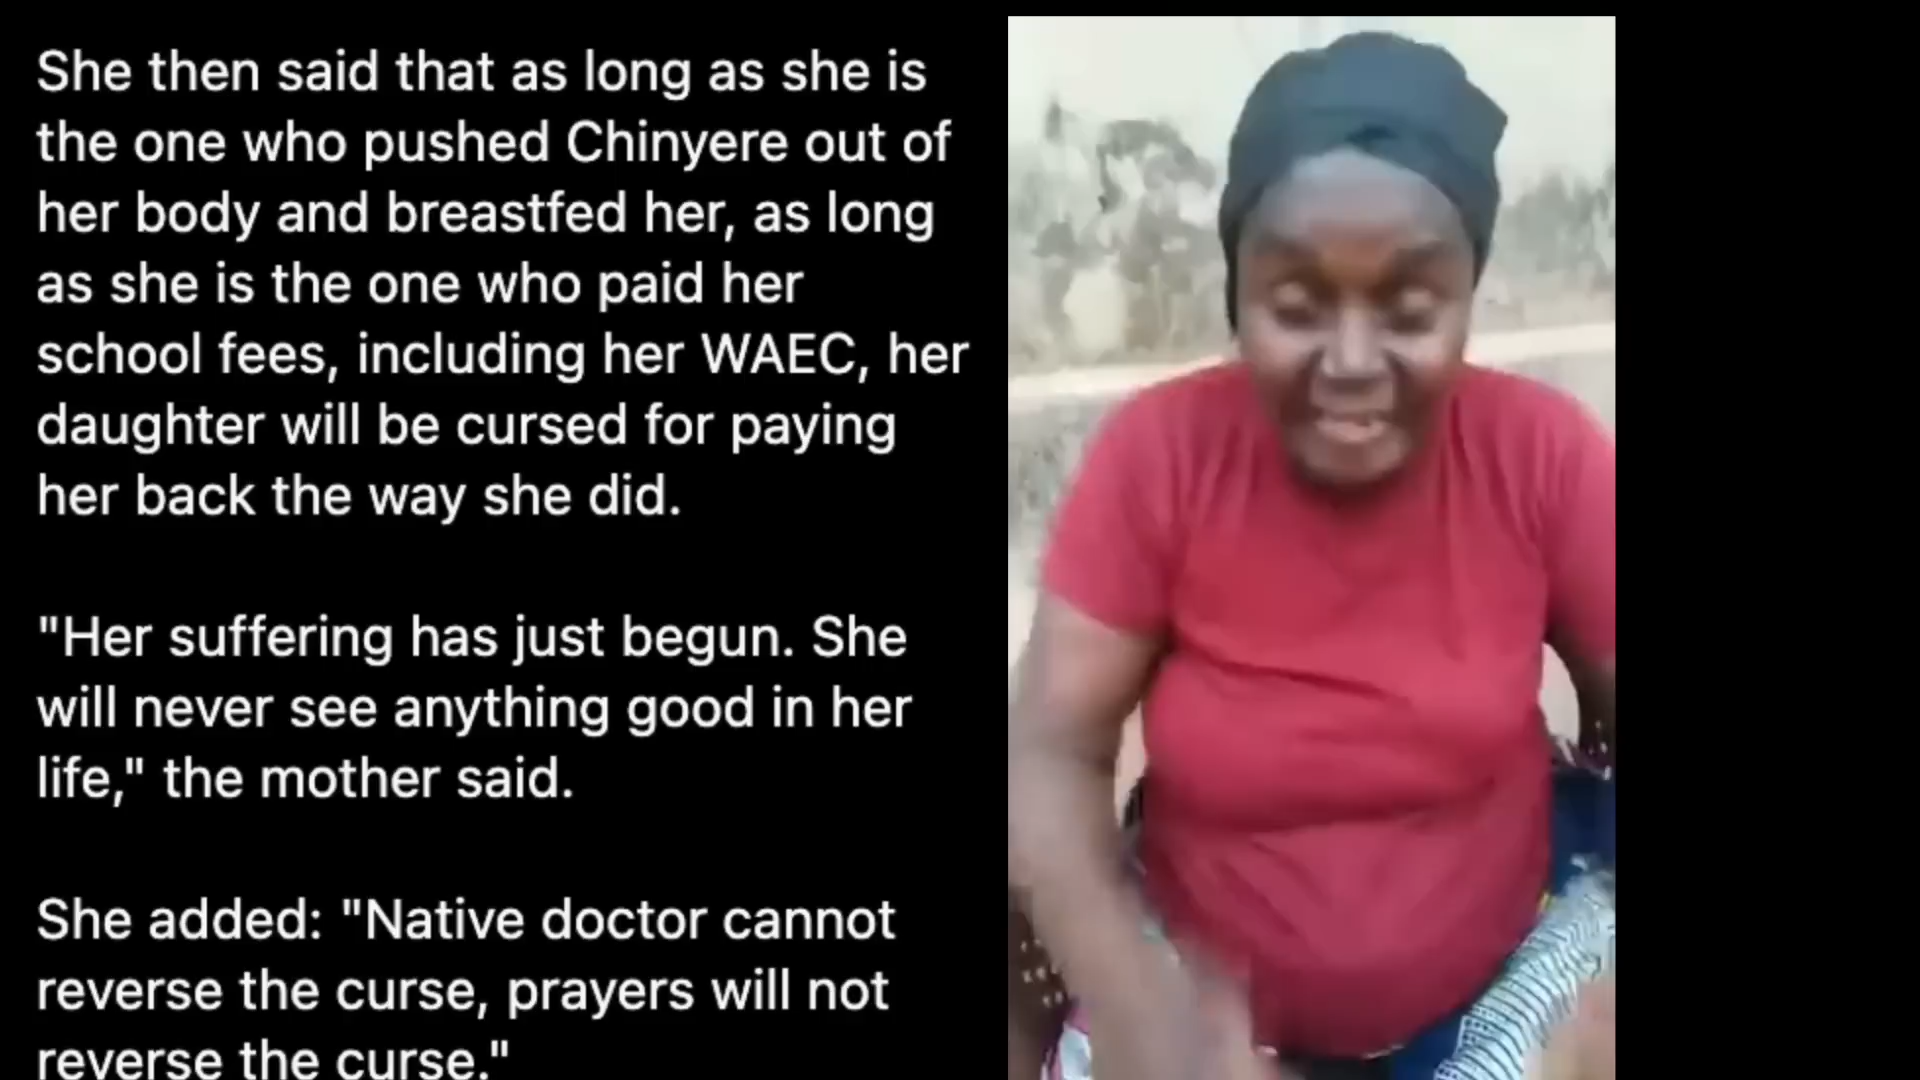 She then said that as long as she is
the one who pushed Chinyere out of
her body and breastfed her, as long
as she is the one who paid her
school fees, including her WAEC, her
daughter will be cursed for paying
her back the way she did.
"Her suffering has just begun. She
will never see anything good in her
life," the mother said.
She added: "Native doctor cannot
reverse the curse, prayers will not
reverse the curse."